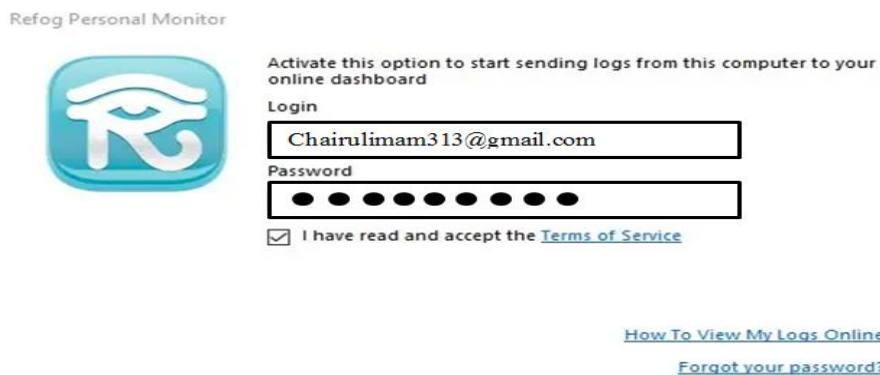 Refog Personal Monitor
Activate this option to start sending logs from this computer to your
online dashboard
Login
Chairulimam313@gmail.com
Password
I have read and accept the Terms of Service
How To View My Logs Online
Forgot your password?